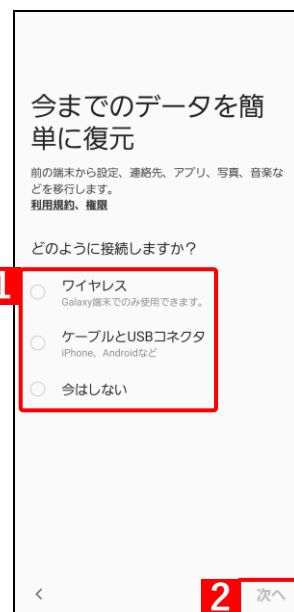 今までのデータを簡
単に復元
前の端末から設定、連絡先、アプリ、写真、音楽な
どを移行します。
利用規約、権限
どのように接続しますか？
1
ワイヤレス
Galaxy端末でのみ使用できます。
ケーブルとUSBコネクタ
iPhone、Androidなど
今はしない
< 2 次へ